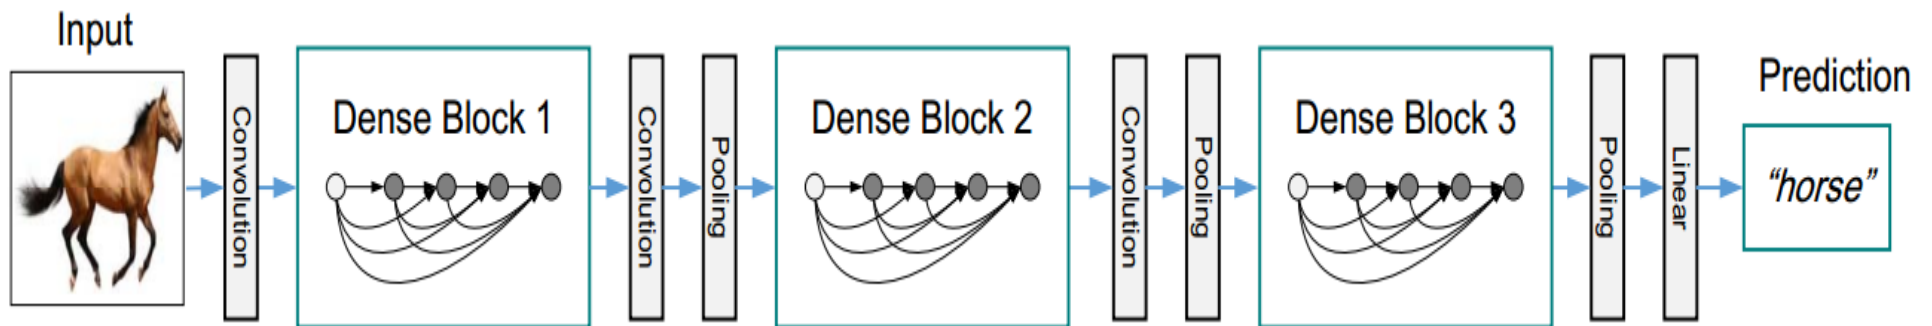 Input
Convolution
Dense Block 1
Convolution
Pooling
Dense Block 2
Convolution
Pooling
Dense Block 3
Pooling
Linear
Prediction
“horse”